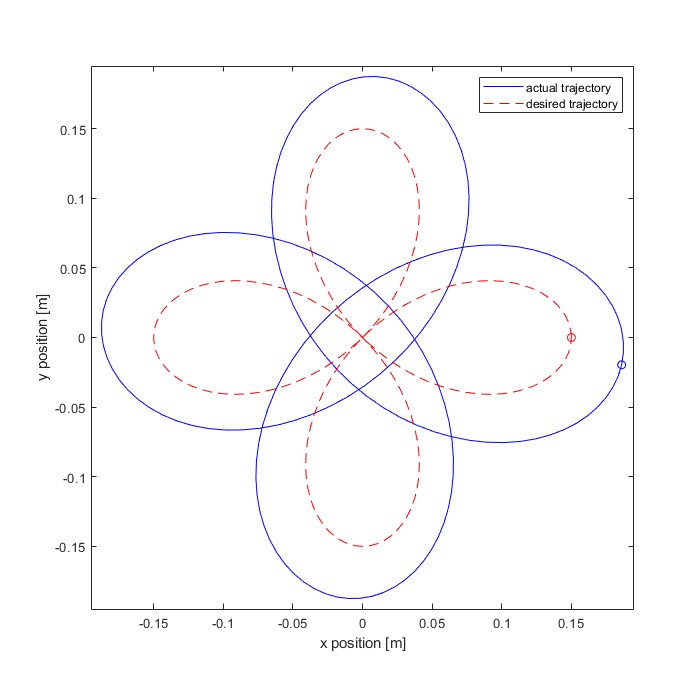 actual trajectory
desired trajectory
y position [m]
0.15
0.1
0.05
0
-0.05
-0.1
-0.15
-0.15 -0.1 -0.05 0 0.05 0.1 0.15
x position [m]